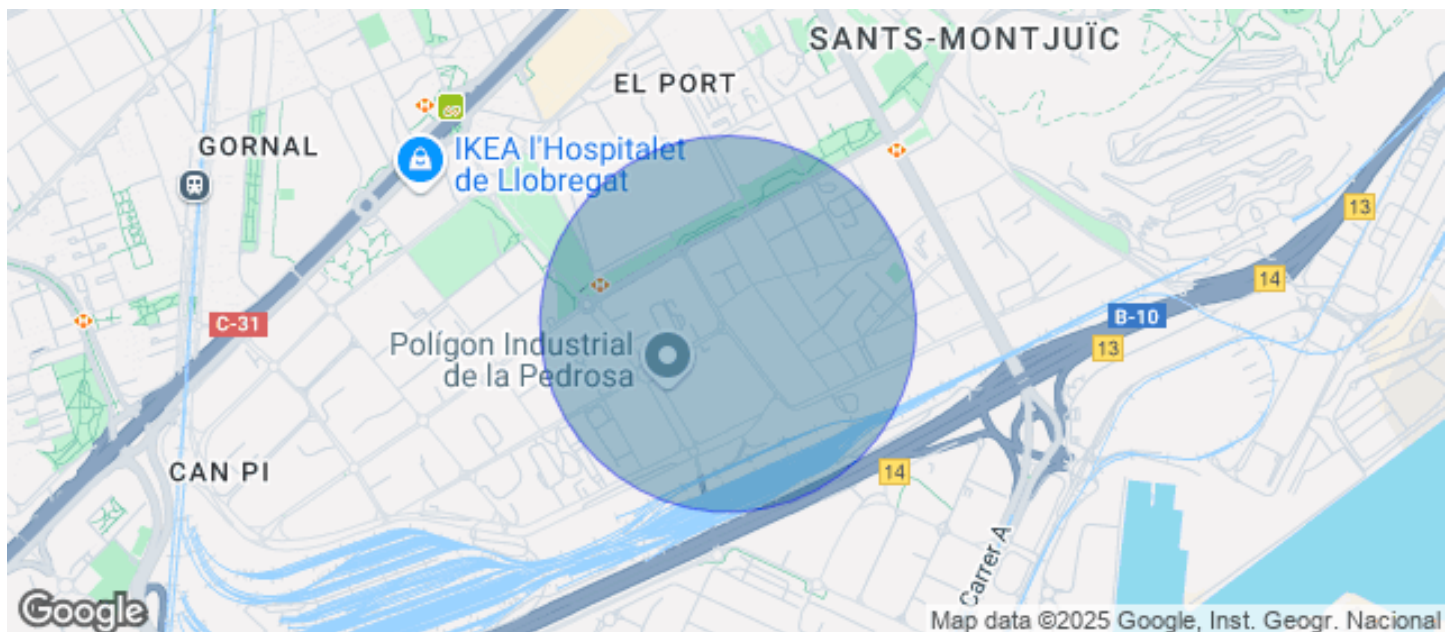 SANTS-MONTJUÏC
EL PORT
GORNAL
IKEA l'Hospitalet
de Llobregat
13
14
C-31
B-10
13
Polígon Industrial
de la Pedrosa
CAN PI
14
Carrer A
Google
Map data ©2025 Google, Inst. Geogr. Nacional